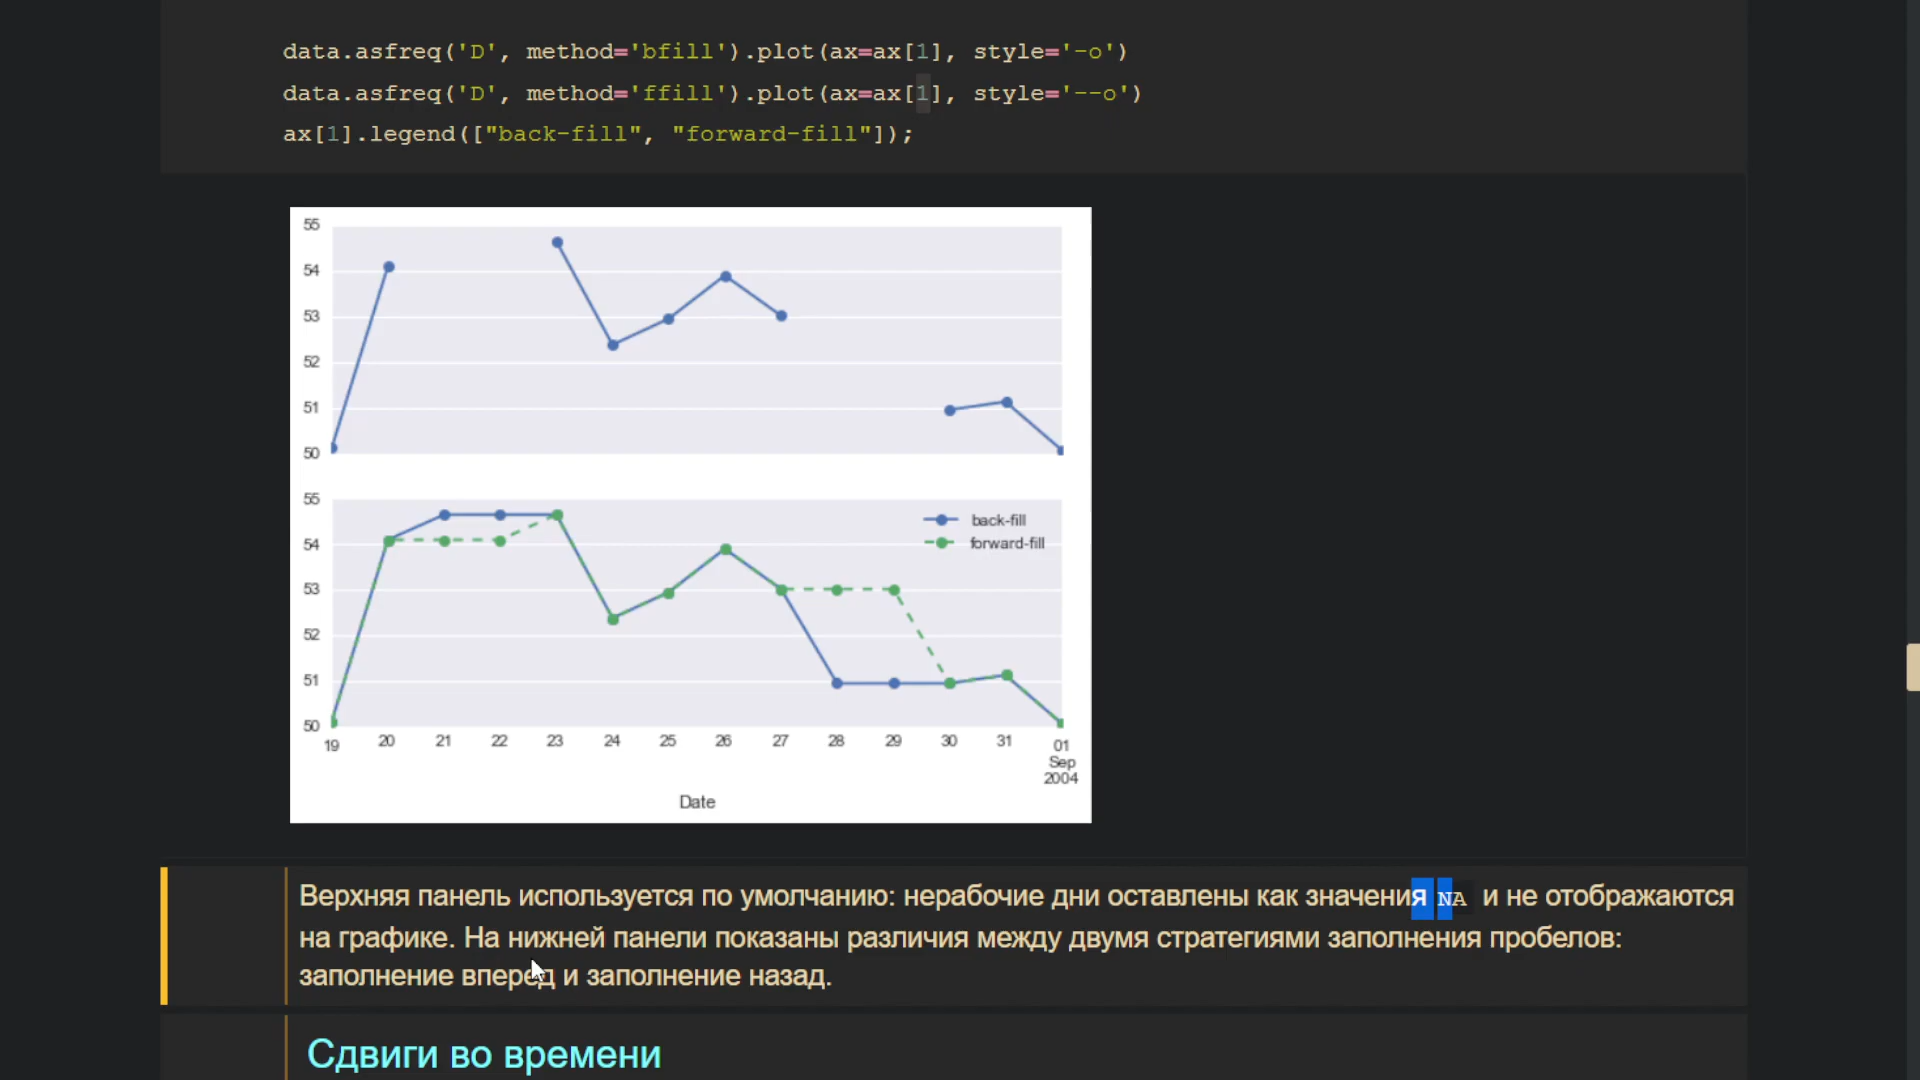 data.asfreq('D', method='bfill').plot(ax=ax[1], style='-o')
data.asfreq('D', method='ffill').plot(ax=ax[1], style='--o')
ax[1].legend(["back-fill", "forward-fill"]);
55
54
53
52
51
50
55
54
53
52
51
50
back-fill
forward-fill
19 20 21 22 23 24 25 26 27 28 29 30 31 01
Sep
2004
Date
Верхняя панель используется по умолчанию: нерабочие дни оставлены как значения NA и не отображаются
на графике. На нижней панели показаны различия между двумя стратегиями заполнения пробелов:
заполнение вперед и заполнение назад.
Сдвиги во времени